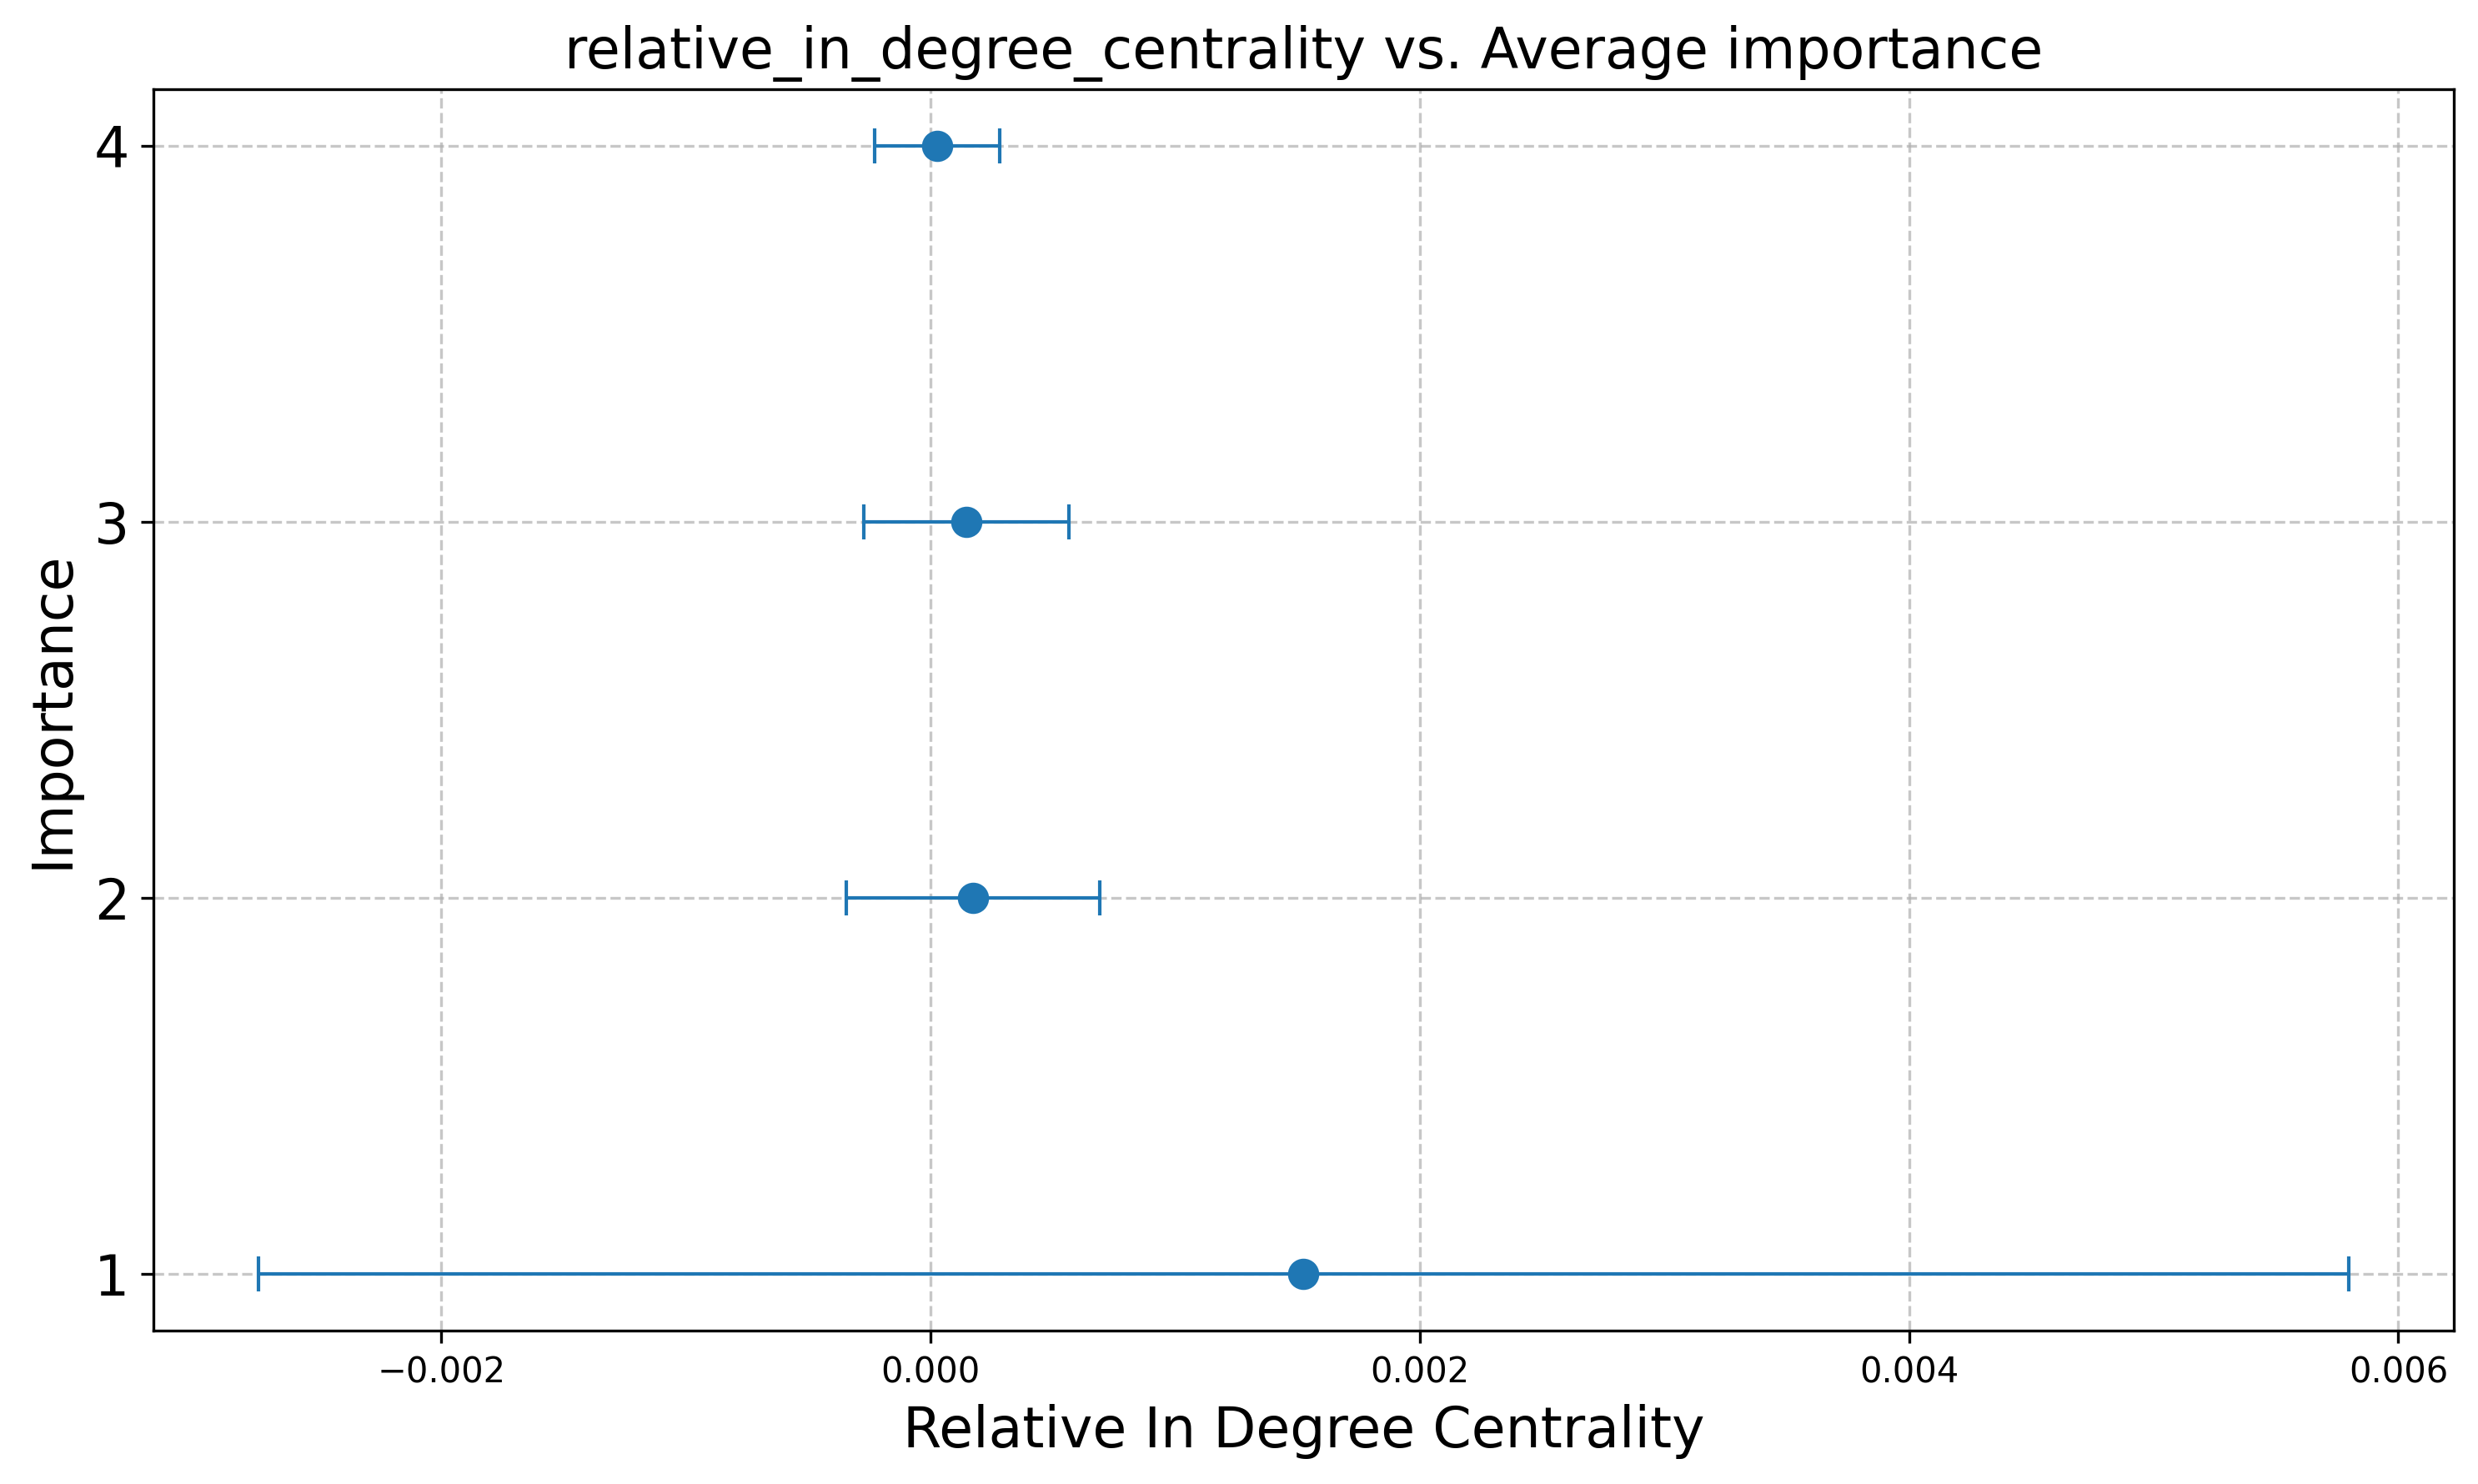 relative_in_degree_centrality vs. Average importance
4
3
2
1
Importance
−0.002 0.000 0.002 0.004 0.006
Relative In Degree Centrality